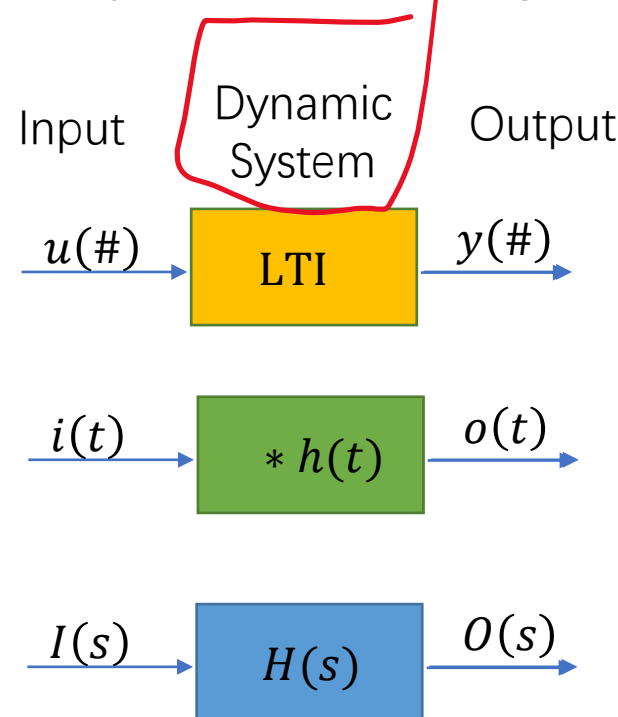 Input Dynamic System Output
u(#) LTI y(#)
i(t) ∗ h(t) o(t)
I(s) H(s) O(s)